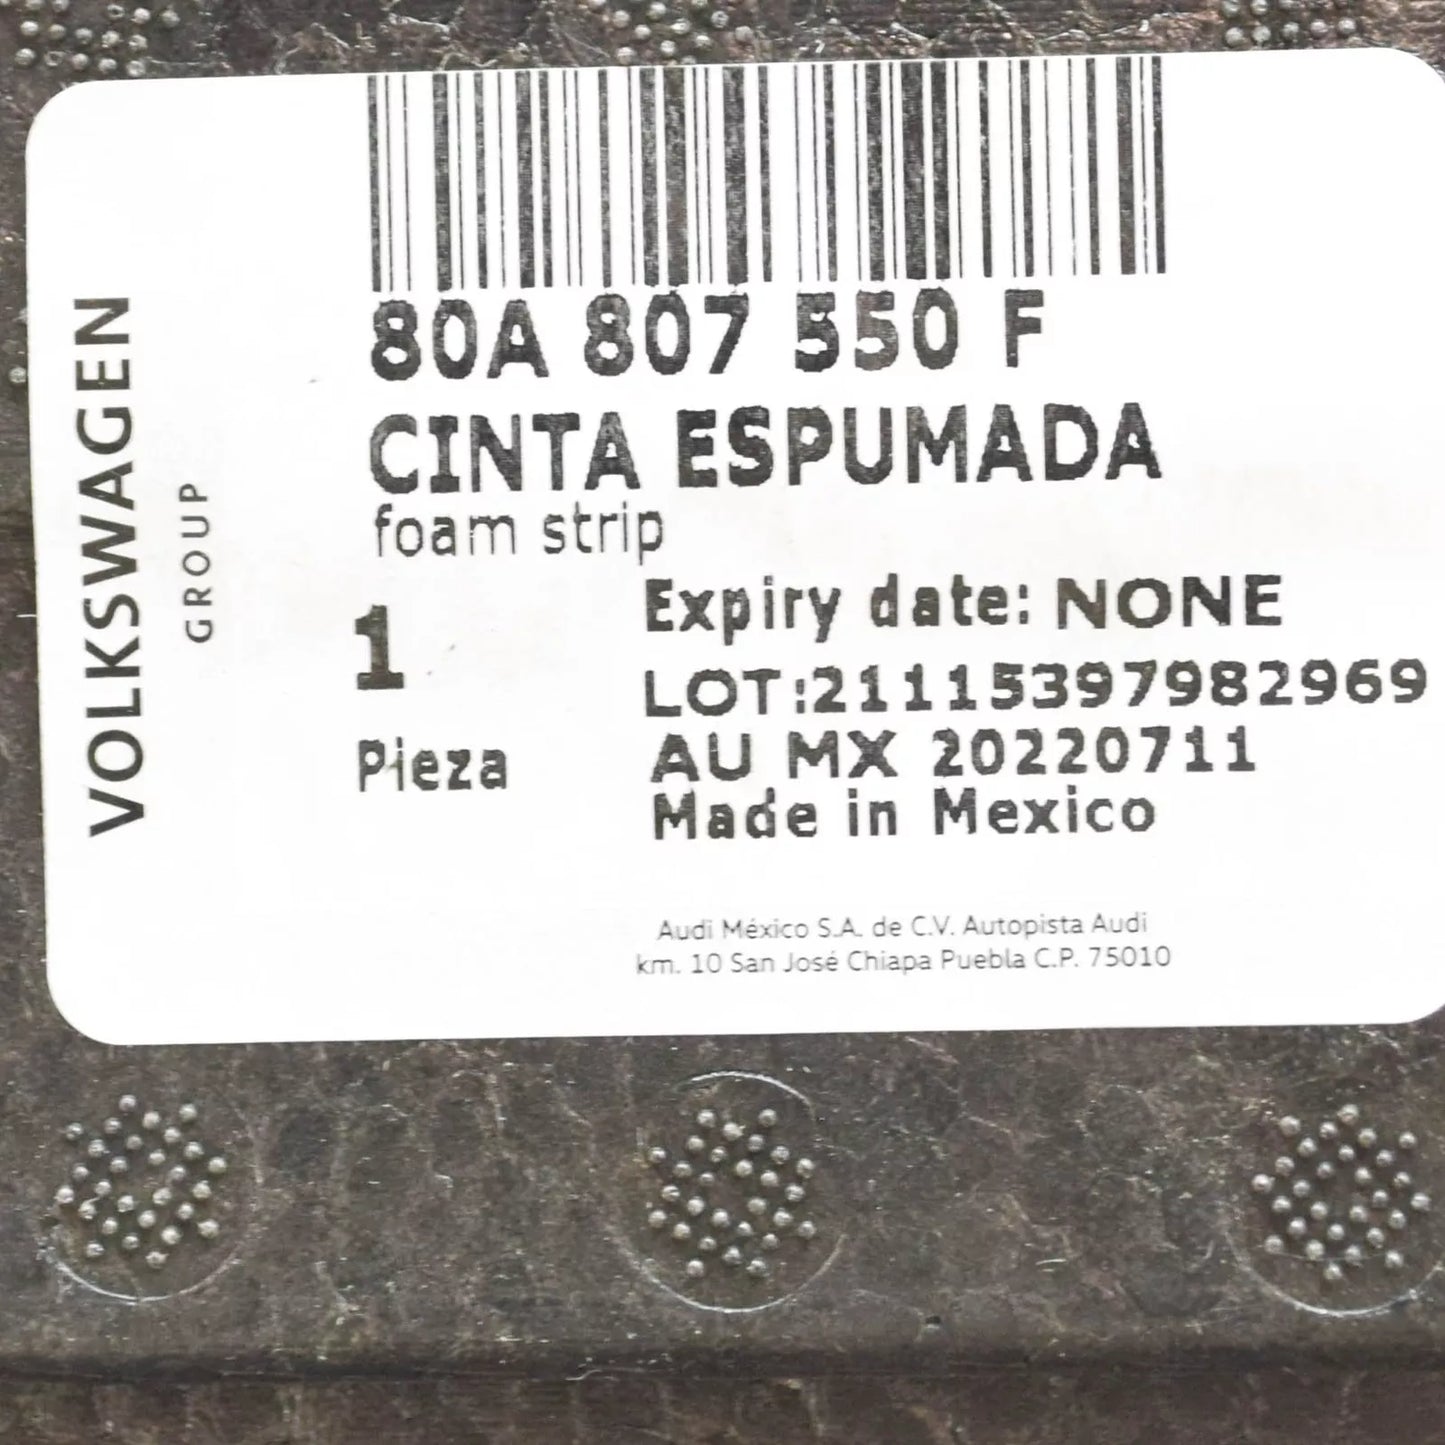 VOLKSWAGEN
GROUP
80A 807 550 F
CINTA ESPUMADA
foam strip
1
Pieza
Expiry date: NONE
LOT:211115397982969
AU MX 20220711
Made in Mexico
Audi México S.A. de C.V. Autopista Audi
km. 10 San José Chiapa Puebla C.P. 75010